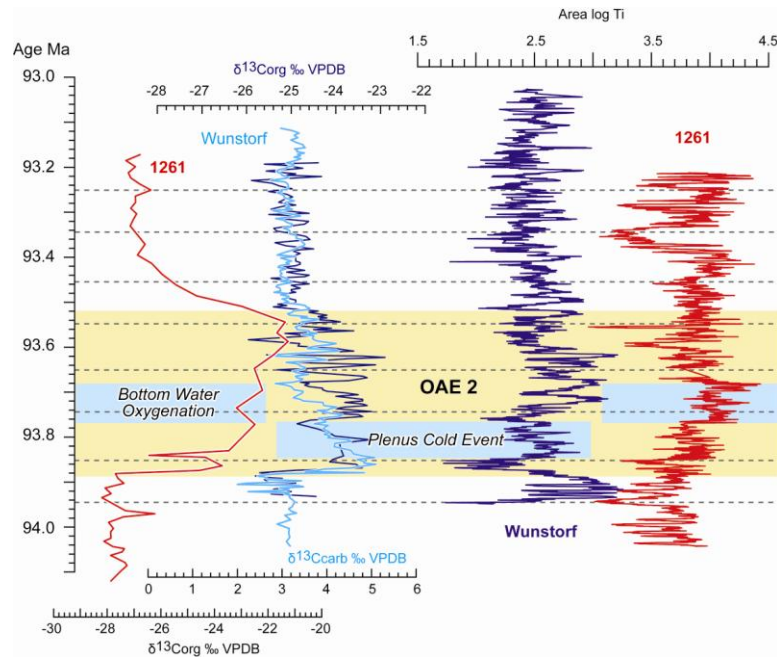 Area log Ti
1.5 2.5 3.5 4.5
Age Ma
δ13Corg ‰ VPDB
-28 -27 -26 -25 -24 -23 -22
93.0
Wunstorf
1261
1261
93.2
93.4
93.6
OAE 2
Bottom Water
Oxygenation
Plenus Cold Event
93.8
94.0
Wunstorf
δ13Ccarb ‰ VPDB
0 1 2 3 4 5 6
-30 -28 -26 -24 -22 -20
δ13Corg ‰ VPDB